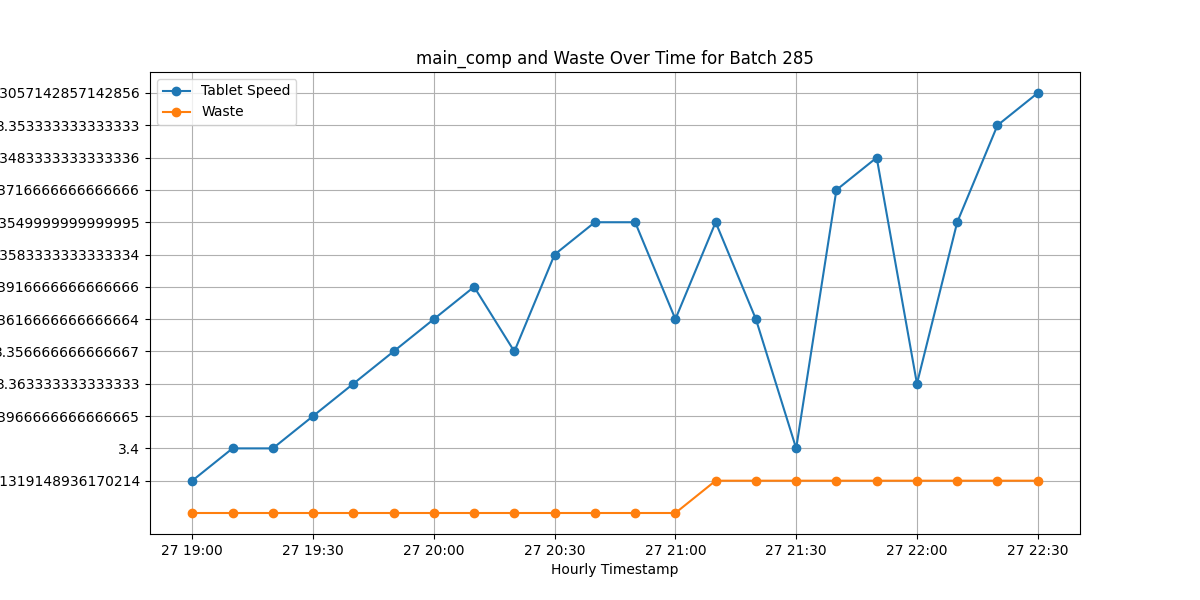 main_comp and Waste Over Time for Batch 285
Tablet Speed
Waste
3057142857142856
3.353333333333333
3483333333333336
3716666666666666
3549999999999995
3583333333333334
3916666666666666
3616666666666664
3.356666666666667
3.363333333333333
3966666666666665
3.4
1319148936170214
27 19:00 27 19:30 27 20:00 27 20:30 27 21:00 27 21:30 27 22:00 27 22:30
Hourly Timestamp